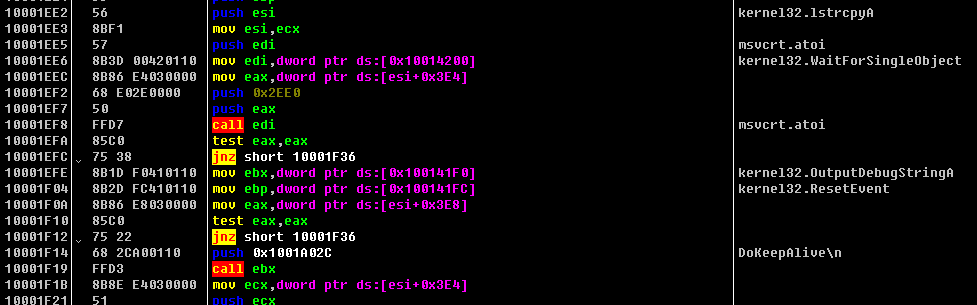 10001EE2 56 push esi kernel32.lstrcpyA
10001EE3 8BF1 mov esi,ecx
10001EE5 57 push edi msvcrt.atoi
10001EE6 8B3D 00420110 mov edi,dword ptr ds:[0x10014200] kernel32.WaitForSingleObject
10001EEC 8B86 E4030000 mov eax,dword ptr ds:[esi+0x3E4]
10001EF2 68 E02E0000 push 0x2EE0
10001EF7 50 push eax
10001EF8 FFD7 call edi msvcrt.atoi
10001EFA 85C0 test eax,eax
10001EFC 75 38 jnz short 10001F36
10001EFE 8B1D F0410110 mov ebx,dword ptr ds:[0x100141F0] kernel32.OutputDebugStringA
10001F04 8B2D FC410110 mov ebp,dword ptr ds:[0x100141FC] kernel32.ResetEvent
10001F0A 8B86 E8030000 mov eax,dword ptr ds:[esi+0x3E8]
10001F10 85C0 test eax,eax
10001F12 75 22 jnz short 10001F36
10001F14 68 2CA00110 push 0x1001A02C DoKeepAlive\n
10001F19 FFD3 call ebx
10001F1B 8B8E E4030000 mov ecx,dword ptr ds:[esi+0x3E4]
10001F21 51 push ecx